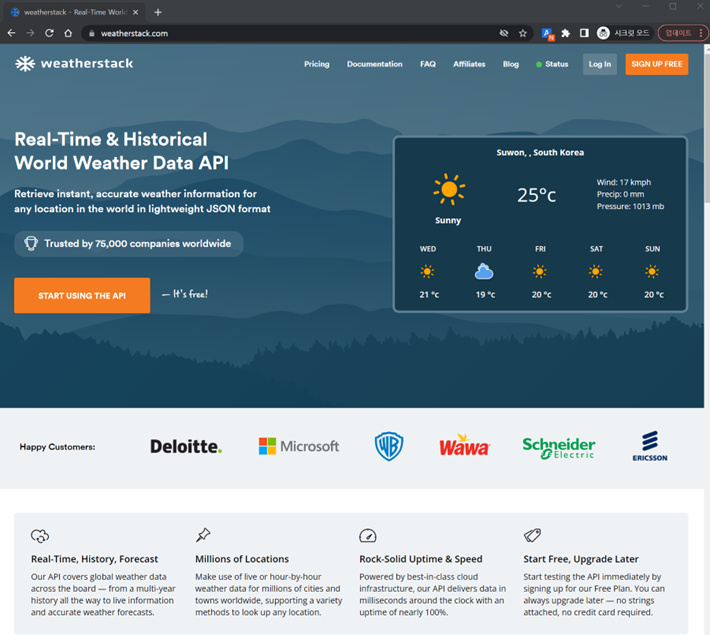 weatherstack - Real-Time World
weatherstack.com
시크릿 모드
업데이트
weatherstack
Pricing
Documentation
FAQ
Affiliates
Blog
Status
Log In
SIGN UP FREE
Real-Time & Historical
World Weather Data API
Retrieve instant, accurate weather information for
any location in the world in lightweight JSON format
Trusted by 75,000 companies worldwide
START USING THE API
— It's free!
Suwon, , South Korea
Sunny
25°c
Wind: 17 kmph
Precip: 0 mm
Pressure: 1013 mb
WED THU FRI SAT SUN
21 °c 19 °c 20 °c 20 °c 20 °c
Happy Customers:
Deloitte.
Microsoft
WB
Wawa
Schneider
Electric
ERICSSON
Real-Time, History, Forecast
Our API covers global weather data
across the board — from a multi-year
history all the way to live information
and accurate weather forecasts.
Millions of Locations
Make use of live or hour-by-hour
weather data for millions of cities and
towns worldwide, supporting a variety
methods to look up any location.
Rock-Solid Uptime & Speed
Powered by best-in-class cloud
infrastructure, our API delivers data in
milliseconds around the clock with an
uptime of nearly 100%.
Start Free, Upgrade Later
Start testing the API immediately by
signing up for our Free Plan. You can
always upgrade later — no strings
attached, no credit card required.